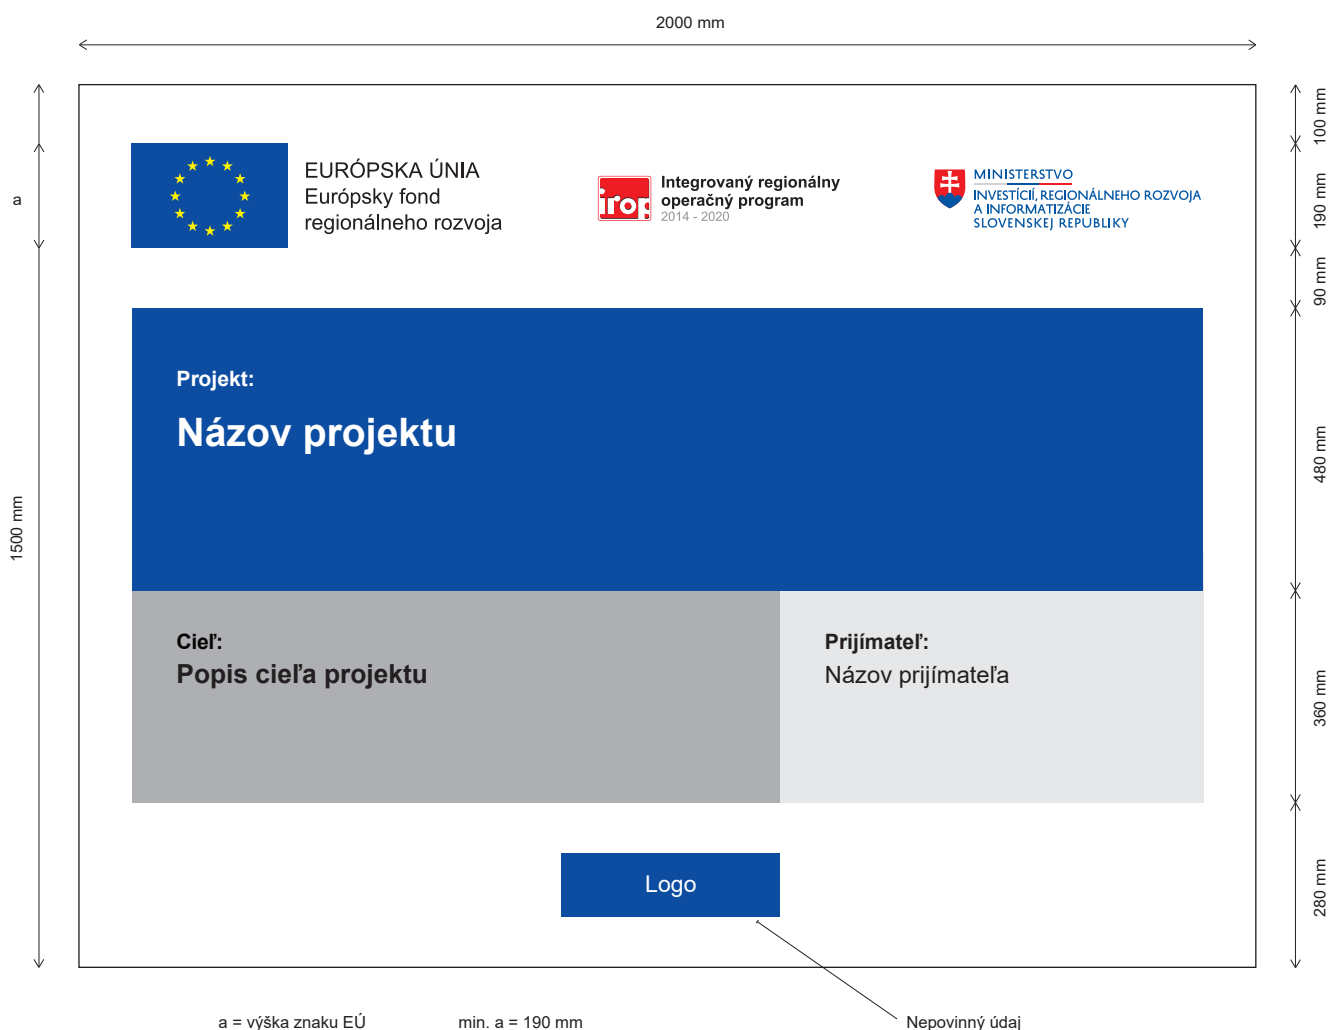 2000 mm
100 mm
a
EURÓPSKA ÚNIA
Európsky fond
regionálneho rozvoja
irop
Integrovaný regionálny
operačný program
2014 - 2020
MINISTERSTVO
INVESTÍCIÍ, REGIONÁLNEHO ROZVOJA
A INFORMATIZÁCIE
SLOVENSKEJ REPUBLIKY
190 mm
90 mm
Projekt:
Názov projektu
480 mm
1500 mm
Cieľ:
Popis cieľa projektu
Prijímateľ:
Názov prijímateľa
360 mm
Logo
280 mm
a = výška znaku EÚ
min. a = 190 mm
Nepovinný údaj